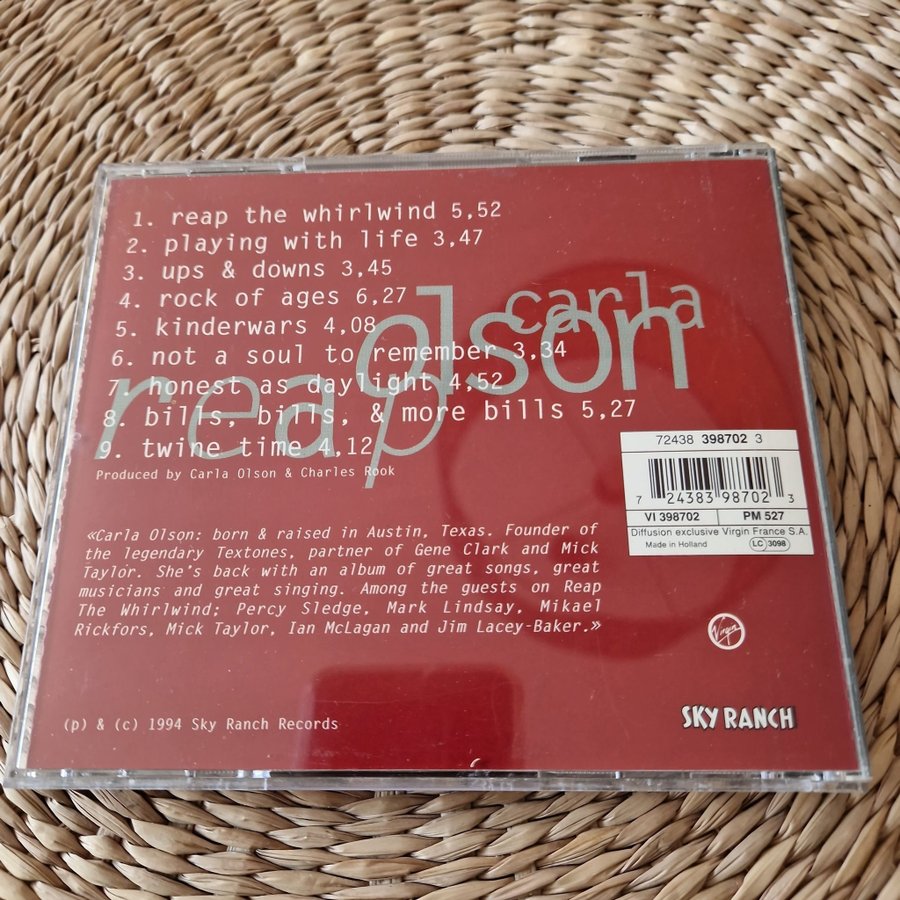 1. reap the whirlwind 5,52
2. playing with life 3,47
3. ups & downs 3,45
4. rock of ages 6,27
5. kinderwars 4,08
6. not a soul to remember 3,34
7. honest as daylight 4,52
8. bills, bills, & more bills 5,27
9. twine time 4,12
Produced by Carla Olson & Charles Rook
carla
olson
reap
72438 398702 3
7 24383 98702 3
VI 398702 PM 527
Diffusion exclusive Virgin France S.A.
Made in Holland LC 3098
«Carla Olson: born & raised in Austin, Texas. Founder of
the legendary Textones, partner of Gene Clark and Mick
Taylor. She's back with an album of great songs, great
musicians and great singing. Among the guests on Reap
The Whirlwind; Percy Sledge, Mark Lindsay, Mikael
Rickfors, Mick Taylor, Ian McLagan and Jim Lacey-Baker.»
Virgin
(p) & (c) 1994 Sky Ranch Records
SKY RANCH